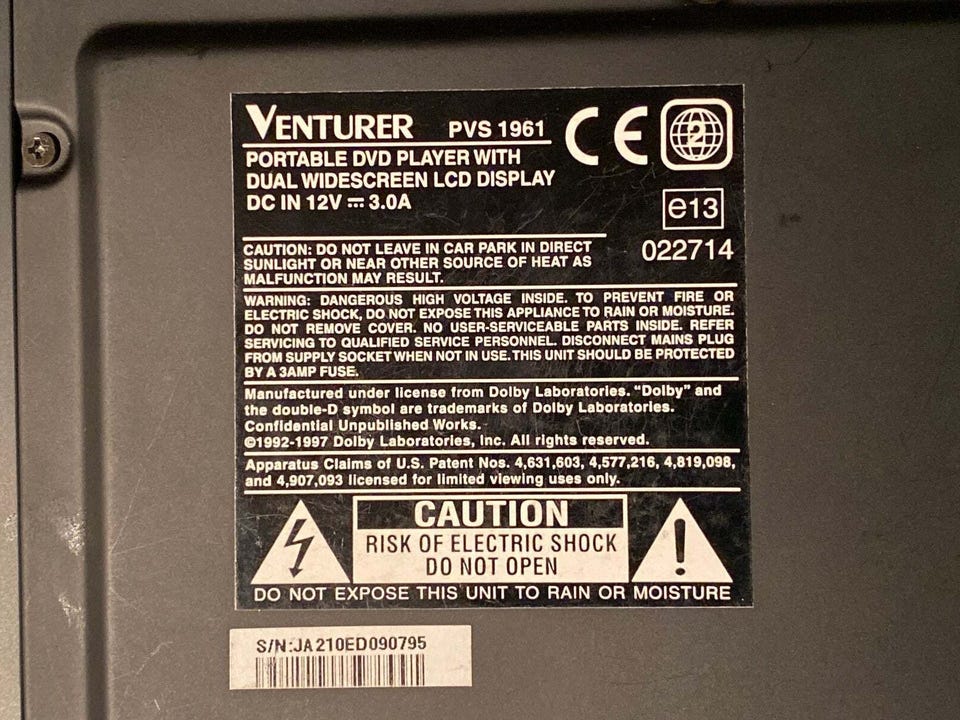 VENTURER PVS 1961 CE 2
PORTABLE DVD PLAYER WITH
DUAL WIDESCREEN LCD DISPLAY
DC IN 12V ⎓ 3.0A
e13
022714
CAUTION: DO NOT LEAVE IN CAR PARK IN DIRECT
SUNLIGHT OR NEAR OTHER SOURCE OF HEAT AS
MALFUNCTION MAY RESULT.
WARNING: DANGEROUS HIGH VOLTAGE INSIDE. TO PREVENT FIRE OR
ELECTRIC SHOCK, DO NOT EXPOSE THIS APPLIANCE TO RAIN OR MOISTURE.
DO NOT REMOVE COVER. NO USER-SERVICEABLE PARTS INSIDE. REFER
SERVICING TO QUALIFIED SERVICE PERSONNEL. DISCONNECT MAINS PLUG
FROM SUPPLY SOCKET WHEN NOT IN USE. THIS UNIT SHOULD BE PROTECTED
BY A 3AMP FUSE.
Manufactured under license from Dolby Laboratories. “Dolby” and
the double-D symbol are trademarks of Dolby Laboratories.
Confidential Unpublished Works.
©1992-1997 Dolby Laboratories, Inc. All rights reserved.
Apparatus Claims of U.S. Patent Nos. 4,631,603, 4,577,216, 4,819,098,
and 4,907,093 licensed for limited viewing uses only.
CAUTION
RISK OF ELECTRIC SHOCK
DO NOT OPEN
!
DO NOT EXPOSE THIS UNIT TO RAIN OR MOISTURE
S/N:JA210ED090795